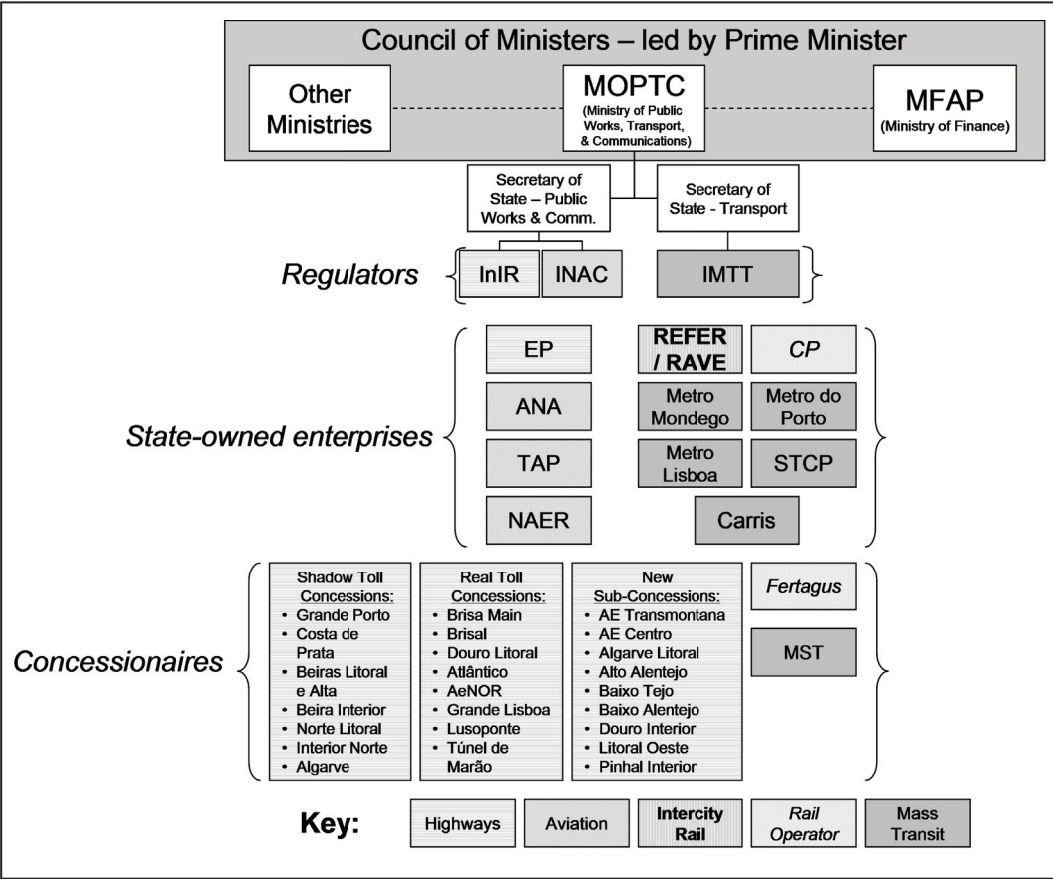 Council of Ministers – led by Prime Minister
Other
Ministries
MOPTC
(Ministry of Public
Works, Transport,
& Communications)
MFAP
(Ministry of Finance)
Secretary of
State – Public
Works & Comm.
Secretary of
State - Transport
Regulators
InIR
INAC
IMTT
State-owned enterprises
EP
ANA
TAP
NAER
REFER
/ RAVE
CP
Metro
Mondego
Metro do
Porto
Metro
Lisboa
STCP
Carris
Concessionaires
Shadow Toll
Concessions:
• Grande Porto
• Costa de
Prata
• Beiras Litoral
e Alta
• Beira Interior
• Norte Litoral
• Interior Norte
• Algarve
Real Toll
Concessions:
• Brisa Main
• Brisal
• Douro Litoral
• Atlântico
• AeNOR
• Grande Lisboa
• Lusoponte
• Túnel de
Marão
New
Sub-Concessions:
• AE Transmontana
• AE Centro
• Algarve Litoral
• Alto Alentejo
• Baixo Tejo
• Baixo Alentejo
• Douro Interior
• Litoral Oeste
• Pinhal Interior
Fertagus
MST
Key:
Highways
Aviation
Intercity
Rail
Rail
Operator
Mass
Transit